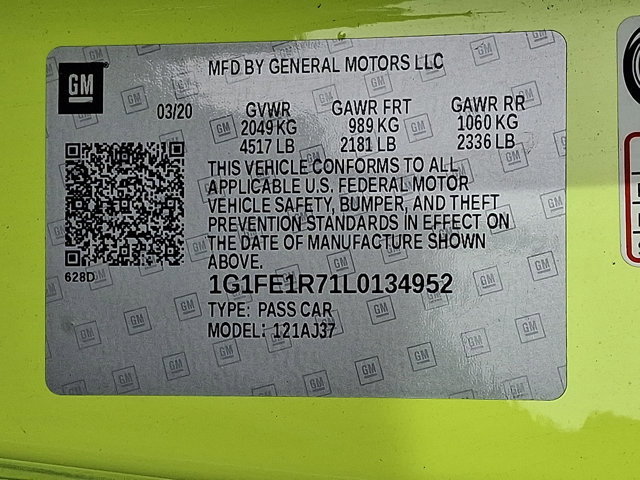 GM
MFD BY GENERAL MOTORS LLC
03/20
GVWR GAWR FRT GAWR RR
2049 KG 989 KG 1060 KG
4517 LB 2181 LB 2336 LB
THIS VEHICLE CONFORMS TO ALL
APPLICABLE U.S. FEDERAL MOTOR
VEHICLE SAFETY, BUMPER, AND THEFT
PREVENTION STANDARDS IN EFFECT ON
THE DATE OF MANUFACTURE SHOWN
ABOVE.
628D
1G1FE1R71L0134952
TYPE: PASS CAR
MODEL: 121AJ37